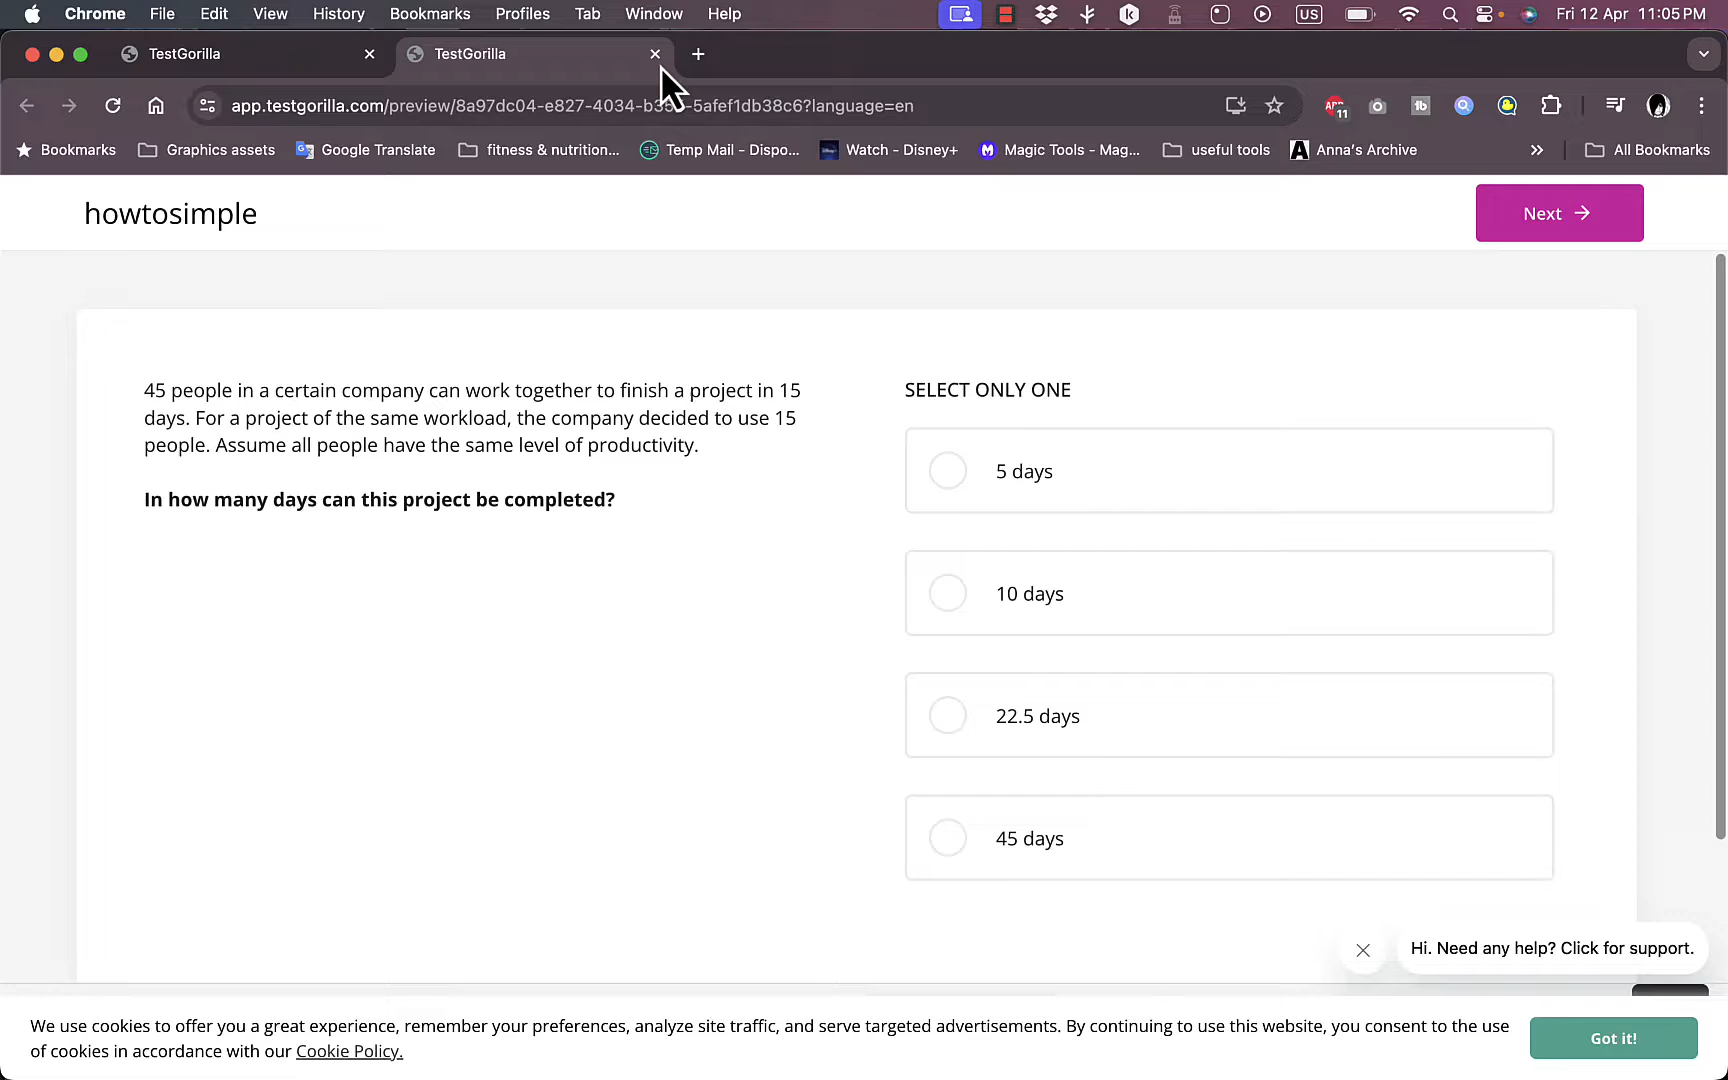 Chrome File Edit View History Bookmarks Profiles Tab Window Help US Fri 12 Apr 11:05 PM
TestGorilla TestGorilla
app.testgorilla.com/preview/8a97dc04-e827-4034-b35 -5afef1db38c6?language=en 11
Bookmarks Graphics assets Google Translate fitness & nutrition... Temp Mail - Dispo... Watch - Disney+ Magic Tools - Mag... useful tools Anna's Archive All Bookmarks
howtosimple
Next
45 people in a certain company can work together to finish a project in 15
days. For a project of the same workload, the company decided to use 15
people. Assume all people have the same level of productivity.
In how many days can this project be completed?
SELECT ONLY ONE
5 days
10 days
22.5 days
45 days
Hi. Need any help? Click for support.
We use cookies to offer you a great experience, remember your preferences, analyze site traffic, and serve targeted advertisements. By continuing to use this website, you consent to the use
of cookies in accordance with our Cookie Policy.
Got it!